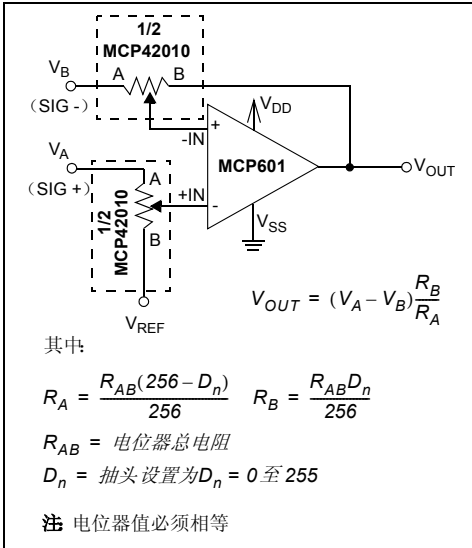 1/2
MCP42010
V_B
A
B
(SIG -)
V_DD
+
-IN
V_A
MCP601
V_OUT
(SIG +)
A
+IN
-
1/2
MCP42010
B
V_SS
V_REF
V_OUT = (V_A – V_B) R_B/R_A
其中:
R_A = R_AB(256 – D_n)/256 R_B = R_AB D_n/256
R_AB = 电位器总电阻
D_n = 抽头设置为D_n = 0 至 255
注: 电位器值必须相等